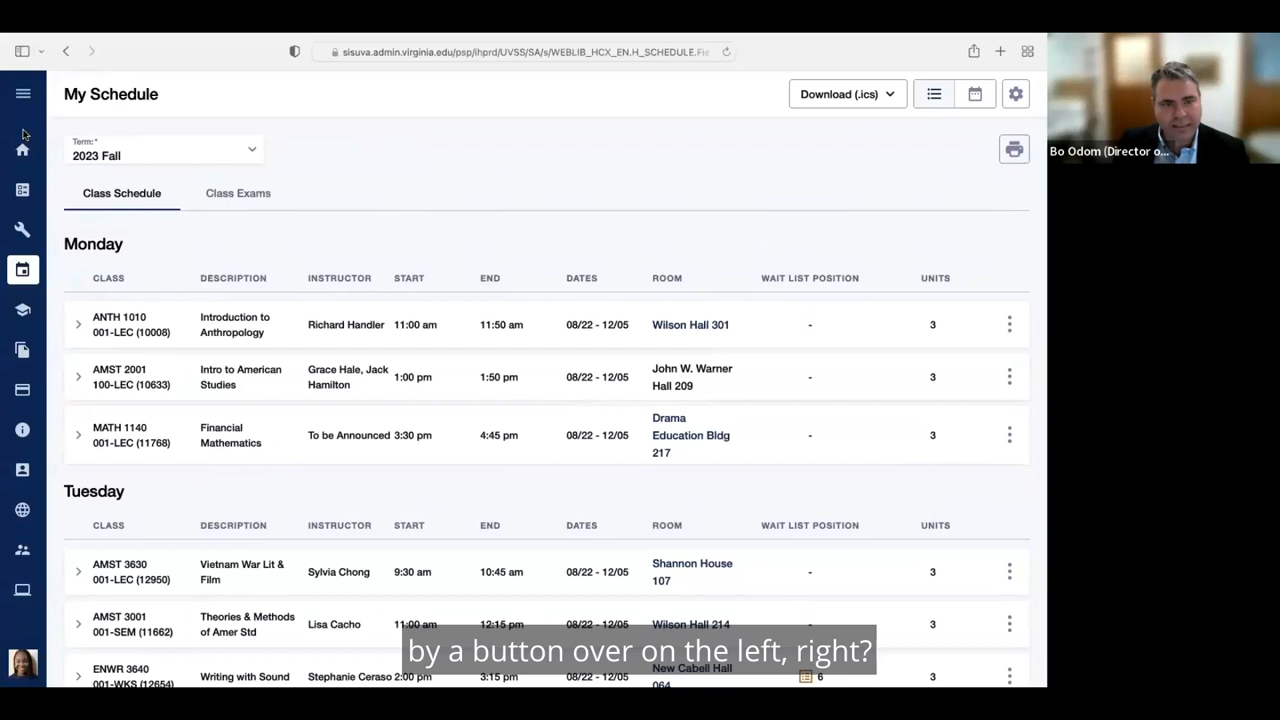 sisuva.admin.virginia.edu/psp/ihprd/UVSS/SA/s/WEBLIB_HCX_EN.H_SCHEDULE.Fie
My Schedule
Download (.ics)
Bo Odom (Director o...
Term:*
2023 Fall
Class Schedule
Class Exams
Monday
CLASS DESCRIPTION INSTRUCTOR START END DATES ROOM WAIT LIST POSITION UNITS
ANTH 1010
001-LEC (10008)
Introduction to
Anthropology
Richard Handler
11:00 am
11:50 am
08/22 - 12/05
Wilson Hall 301
-
3
AMST 2001
100-LEC (10633)
Intro to American
Studies
Grace Hale, Jack
Hamilton
1:00 pm
1:50 pm
08/22 - 12/05
John W. Warner
Hall 209
-
3
MATH 1140
001-LEC (11768)
Financial
Mathematics
To be Announced
3:30 pm
4:45 pm
08/22 - 12/05
Drama
Education Bldg
217
-
3
Tuesday
CLASS DESCRIPTION INSTRUCTOR START END DATES ROOM WAIT LIST POSITION UNITS
AMST 3630
001-LEC (12950)
Vietnam War Lit &
Film
Sylvia Chong
9:30 am
10:45 am
08/22 - 12/05
Shannon House
107
-
3
AMST 3001
001-SEM (11662)
Theories & Methods
of Amer Std
Lisa Cacho
11:00 am
12:15 pm
08/22 - 12/05
Wilson Hall 214
-
3
ENWR 3640
001-WKS (12654)
Writing with Sound
Stephanie Ceraso
2:00 pm
3:15 pm
08/22 - 12/05
New Cabell Hall
064
6
3
by a button over on the left, right?